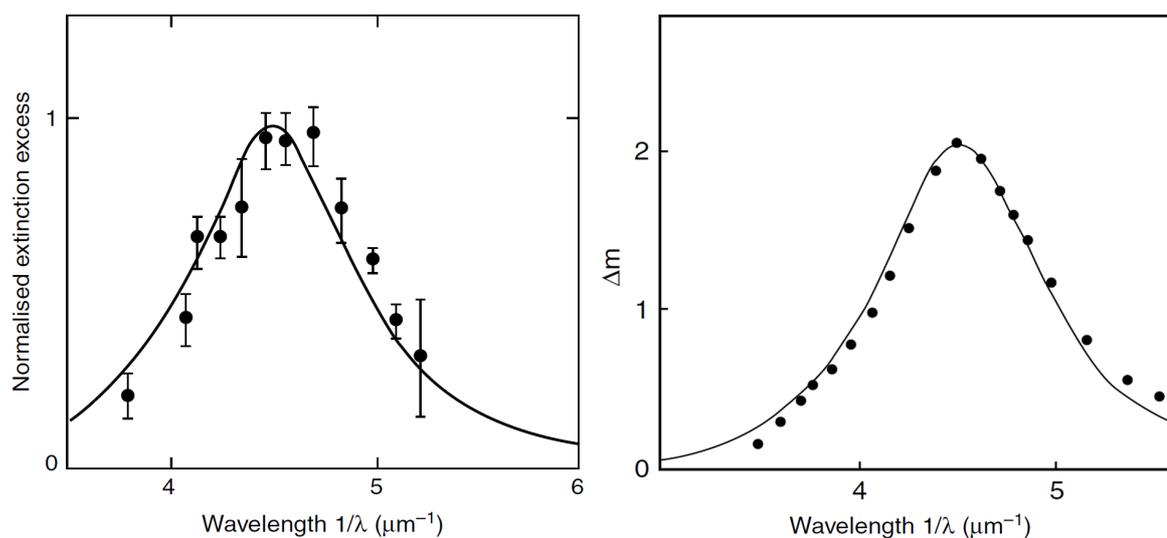 Normalised extinction excess
1
0
4
5
6
Wavelength 1/λ (μm⁻¹)
Δm
2
1
0
4
5
Wavelength 1/λ (μm⁻¹)